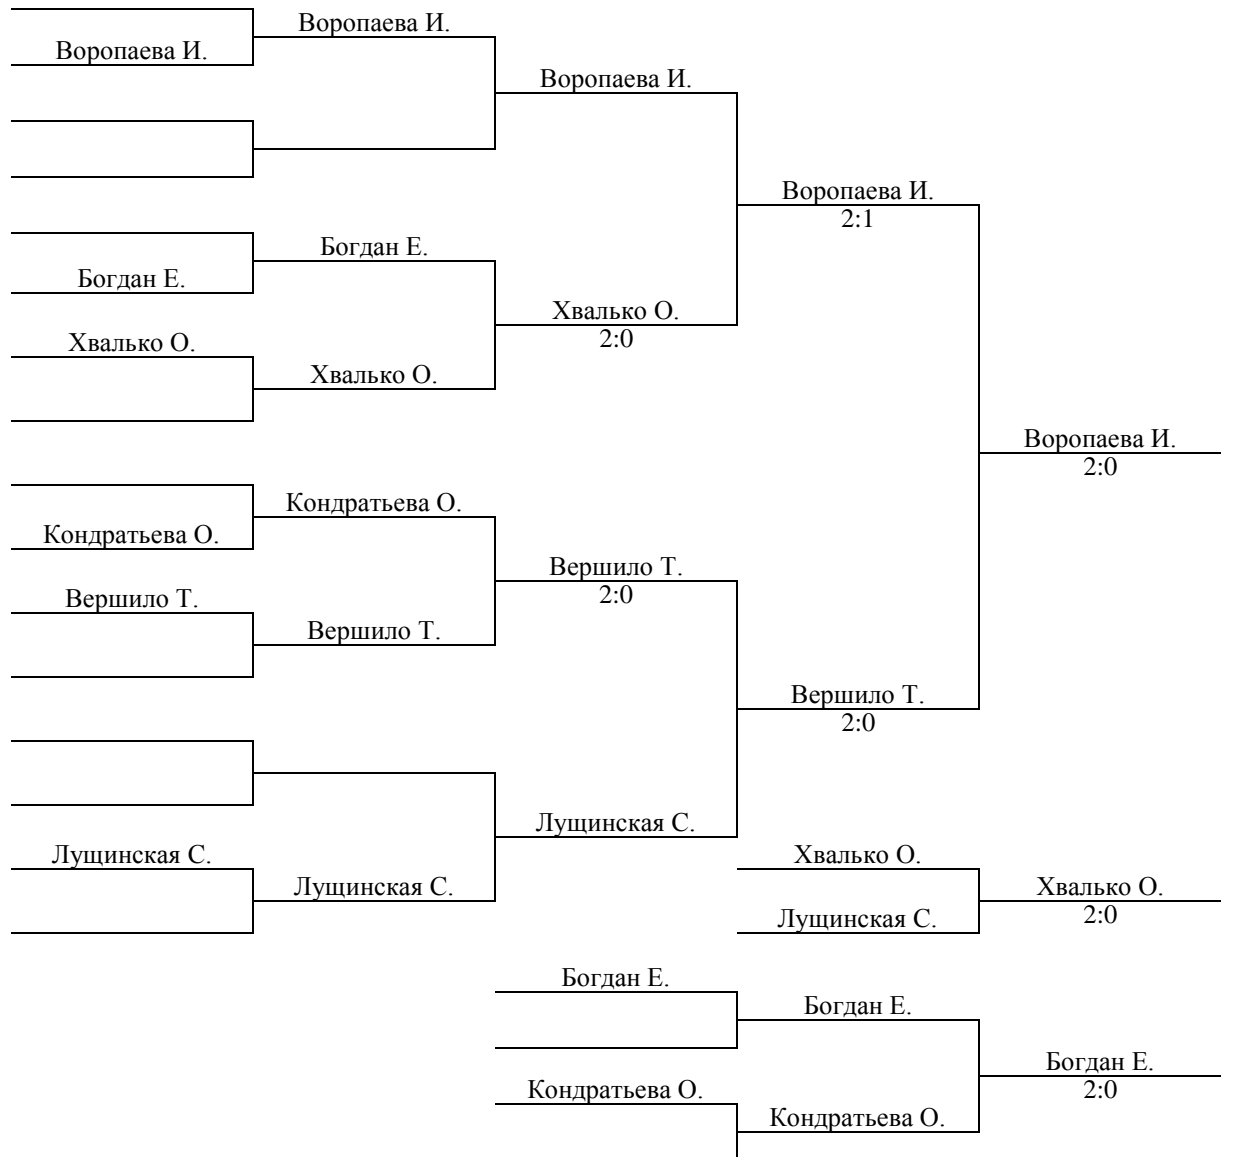 Воропаева И.
Воропаева И.
Воропаева И.
Воропаева И.
2:1
Богдан Е.
Богдан Е.
Хвалько О.
2:0
Хвалько О.
Хвалько О.
Воропаева И.
2:0
Кондратьева О.
Кондратьева О.
Вершило Т.
2:0
Вершило Т.
Вершило Т.
Вершило Т.
2:0
Лущинская С.
Лущинская С.
Лущинская С.
Хвалько О.
Хвалько О.
2:0
Лущинская С.
Богдан Е.
Богдан Е.
Богдан Е.
2:0
Кондратьева О.
Кондратьева О.